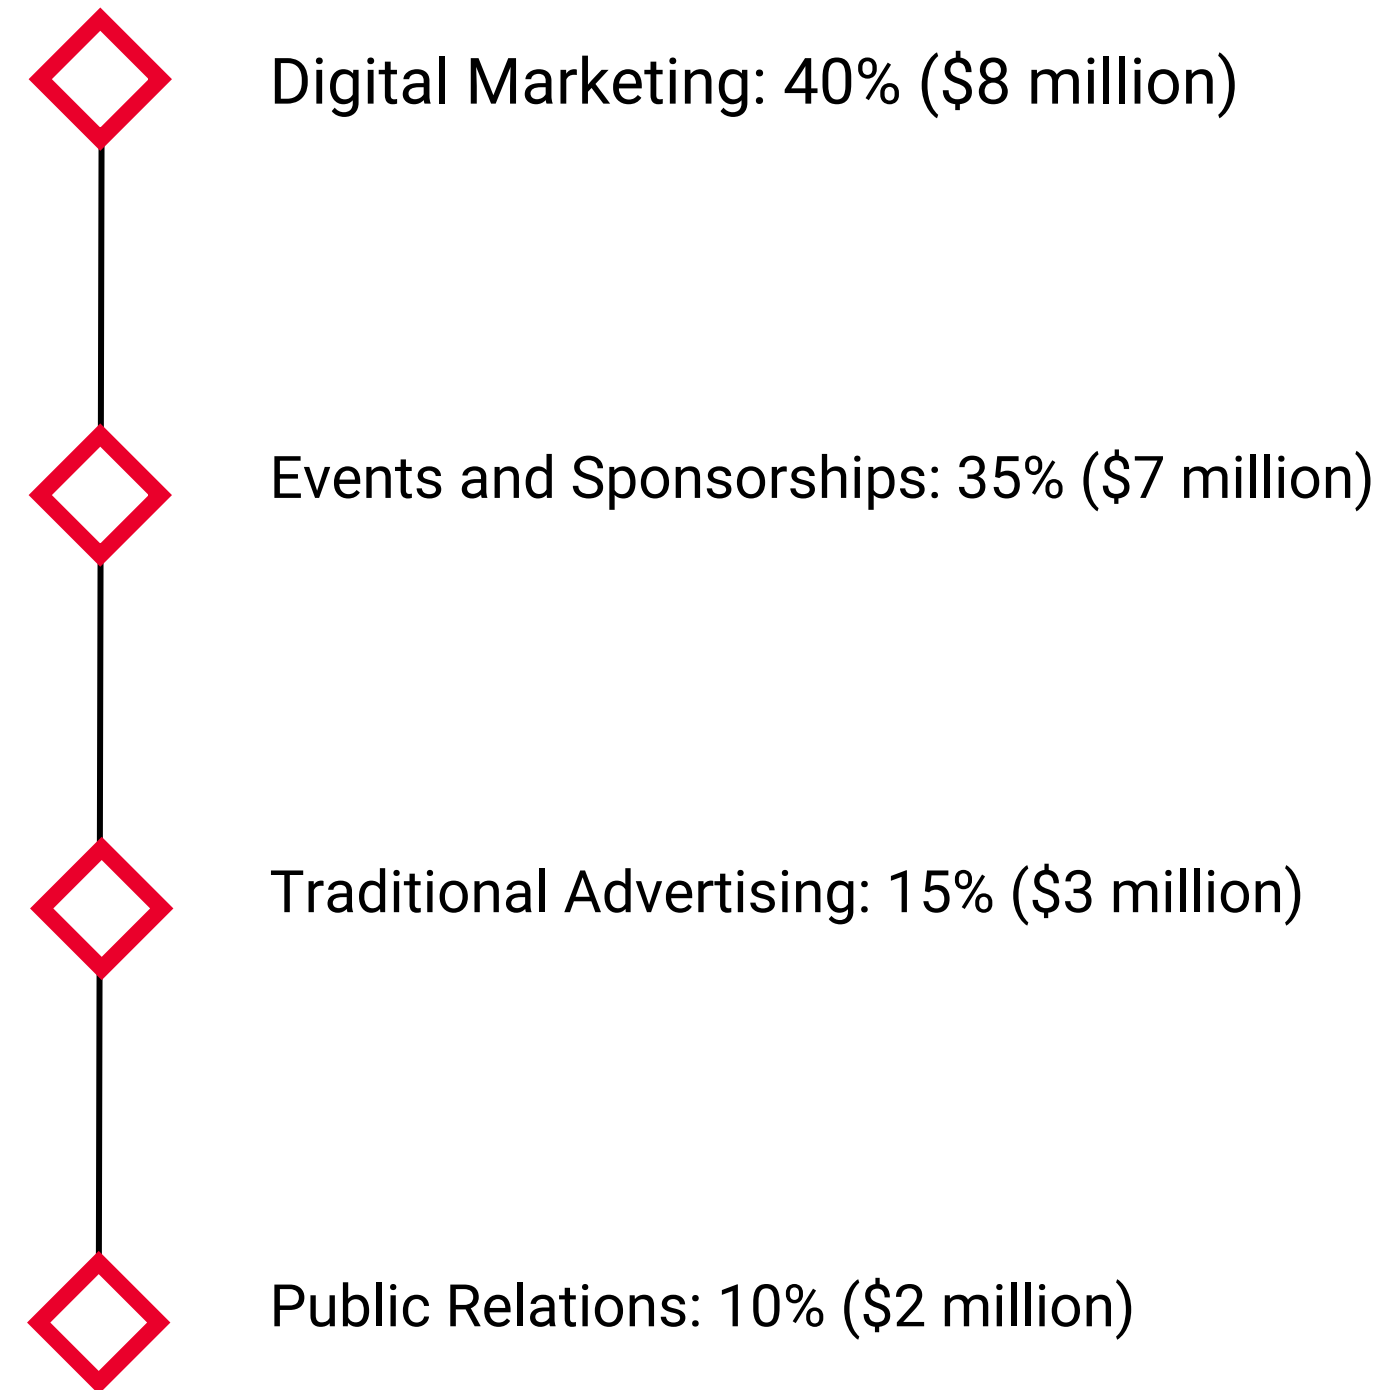 Digital Marketing: 40% ($8 million)
Events and Sponsorships: 35% ($7 million)
Traditional Advertising: 15% ($3 million)
Public Relations: 10% ($2 million)